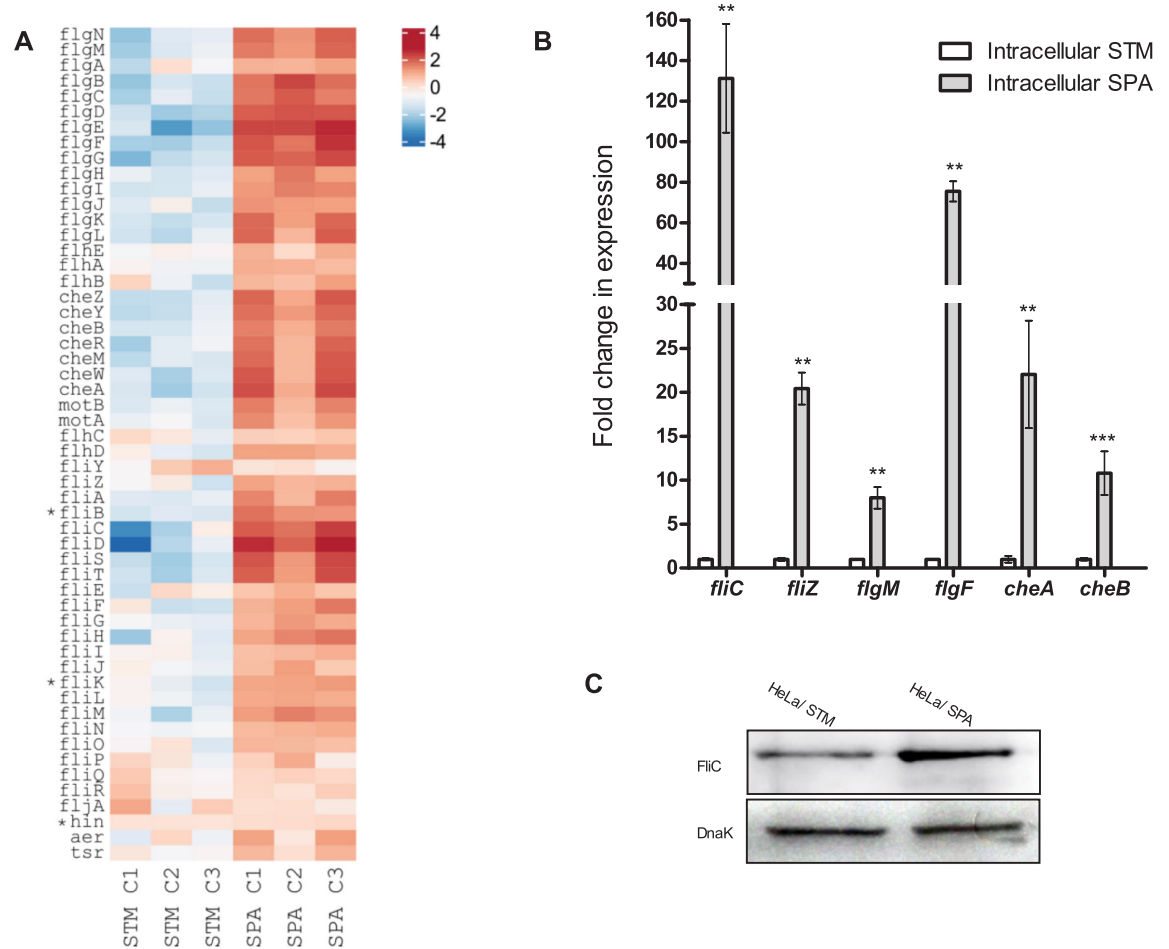 A
flgN
flgM
flgA
flgB
flgC
flgD
flgE
flgF
flgG
flgH
flgI
flgJ
flgK
flgL
flhE
flhA
flhB
cheZ
cheY
cheB
cheR
cheM
cheW
cheA
motB
motA
flhC
flhD
fliY
fliZ
fliA
*fliB
fliC
fliD
fliS
fliT
fliE
fliF
fliG
fliH
fliI
fliJ
*fliK
fliL
fliM
fliN
fliO
fliP
fliQ
fliR
fljA
*hin
aer
tsr
STM C1
STM C2
STM C3
SPA C1
SPA C2
SPA C3
4
2
0
-2
-4
B
Fold change in expression
160
140
120
100
80
60
40
30
25
20
15
10
5
0
**
**
**
**
**
***
fliC
fliZ
flgM
flgF
cheA
cheB
Intracellular STM
Intracellular SPA
C
HeLa/ STM
HeLa/ SPA
FliC
DnaK